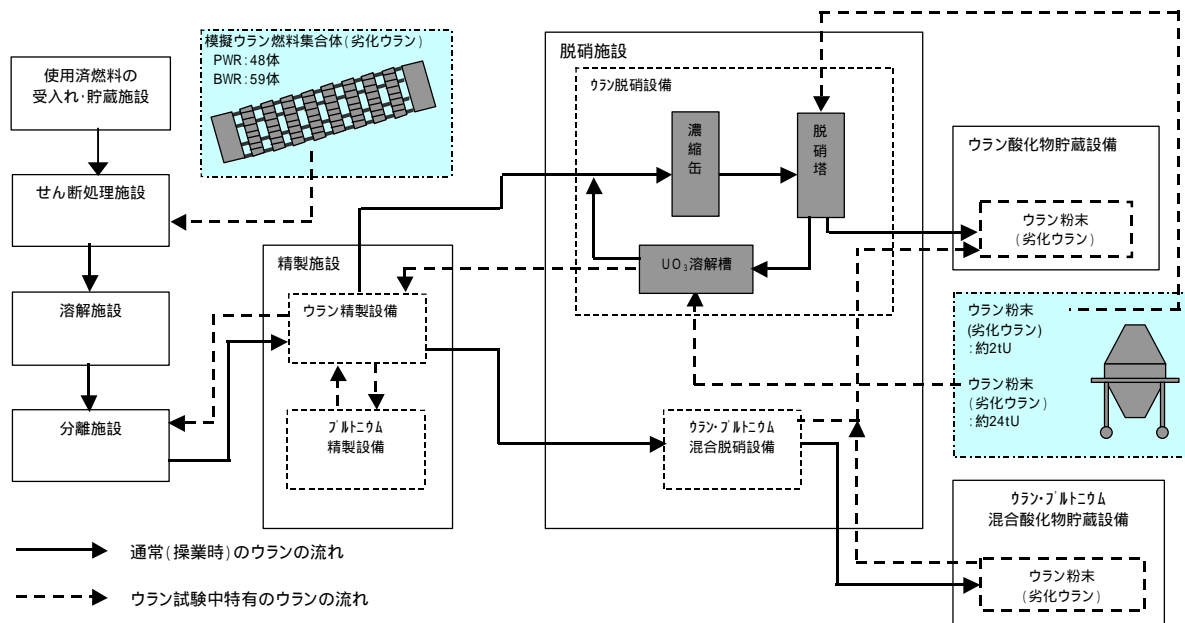 使用済燃料の
受入れ・貯蔵施設
せん断処理施設
溶解施設
分離施設
模擬ウラン燃料集合体(劣化ウラン)
PWR:48体
BWR:59体
精製施設
ウラン精製設備
プルトニウム
精製設備
脱硝施設
ウラン脱硝設備
濃縮缶
脱硝塔
UO₃溶解槽
ウラン・プルトニウム
混合脱硝設備
ウラン酸化物貯蔵設備
ウラン粉末
(劣化ウラン)
ウラン粉末
(劣化ウラン)
:約2tU
ウラン粉末
(劣化ウラン)
:約24tU
ウラン・プルトニウム
混合酸化物貯蔵設備
ウラン粉末
(劣化ウラン)
通常(操業時)のウランの流れ
ウラン試験中特有のウランの流れ